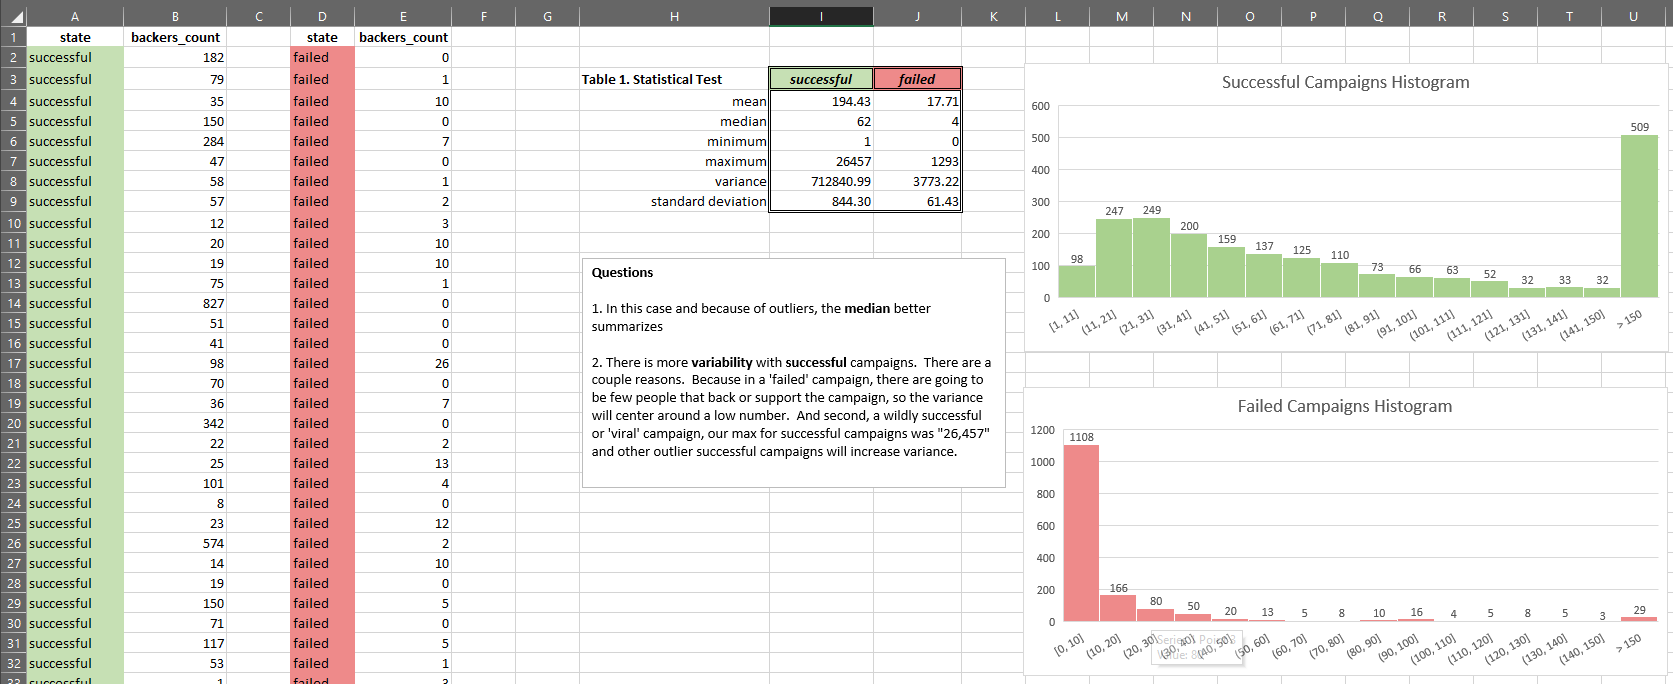 A B C D E F G H I J K L M N O P Q R S T U
1 state backers_count state backers_count
2 successful 182 failed 0
3 successful 79 failed 1
4 successful 35 failed 10
5 successful 150 failed 0
6 successful 284 failed 7
7 successful 47 failed 0
8 successful 58 failed 1
9 successful 57 failed 2
10 successful 12 failed 3
11 successful 20 failed 10
12 successful 19 failed 10
13 successful 75 failed 1
14 successful 827 failed 0
15 successful 51 failed 0
16 successful 41 failed 0
17 successful 98 failed 26
18 successful 70 failed 0
19 successful 36 failed 7
20 successful 342 failed 0
21 successful 22 failed 2
22 successful 25 failed 13
23 successful 101 failed 4
24 successful 8 failed 0
25 successful 23 failed 12
26 successful 574 failed 2
27 successful 14 failed 10
28 successful 19 failed 0
29 successful 150 failed 5
30 successful 71 failed 0
31 successful 117 failed 5
32 successful 53 failed 1
33 successful 1 failed 3
Table 1. Statistical Test successful failed
mean 194.43 17.71
median 62 4
minimum 1 0
maximum 26457 1293
variance 712840.99 3773.22
standard deviation 844.30 61.43
Questions
1. In this case and because of outliers, the median better
summarizes
2. There is more variability with successful campaigns. There are a
couple reasons. Because in a 'failed' campaign, there are going to
be few people that back or support the campaign, so the variance
will center around a low number. And second, a wildly successful
or 'viral' campaign, our max for successful campaigns was "26,457"
and other outlier successful campaigns will increase variance.
Successful Campaigns Histogram
600
500
400
300
200
100
0
98 247 249 200 159 137 125 110 73 66 63 52 32 33 32 509
[1, 11] (11, 21] (21, 31] (31, 41] (41, 51] (51, 61] (61, 71] (71, 81] (81, 91] (91, 101] (101, 111] (111, 121] (121, 131] (131, 141] (141, 150] > 150
Failed Campaigns Histogram
1200
1000
800
600
400
200
0
1108 166 80 50 20 13 5 8 10 16 4 5 8 5 3 29
[0, 10] (10, 20] (20, 30] (30, 40] (40, 50] (50, 60] (60, 70] (70, 80] (80, 90] (90, 100] (100, 110] (110, 120] (120, 130] (130, 140] (140, 150] > 150